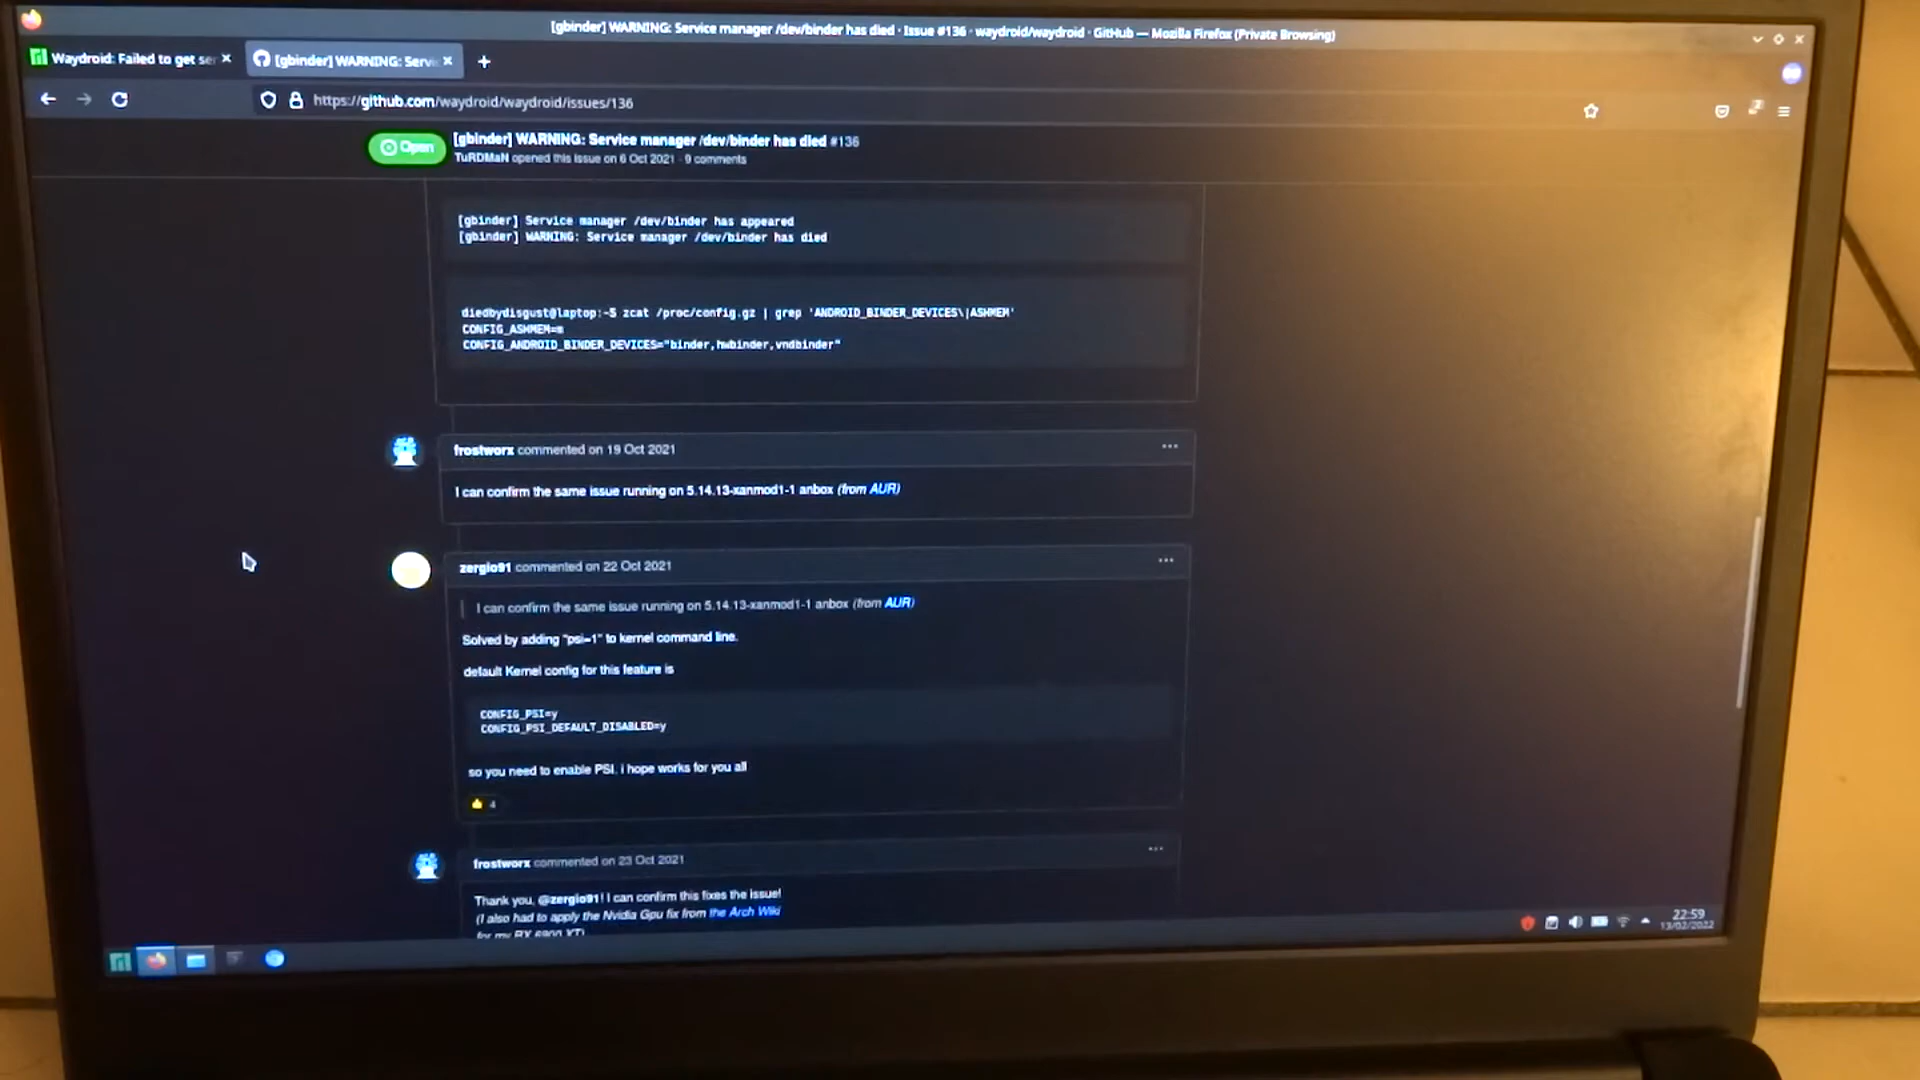 [gbinder] WARNING: Service manager /dev/binder has died · Issue #136 · waydroid/waydroid · GitHub — Mozilla Firefox (Private Browsing)
Waydroid: Failed to get se
[gbinder] WARNING: Serv
https://github.com/waydroid/waydroid/issues/136
Open
[gbinder] WARNING: Service manager /dev/binder has died #136
TuRDMaN opened this issue on 6 Oct 2021 · 9 comments
[gbinder] Service manager /dev/binder has appeared
[gbinder] WARNING: Service manager /dev/binder has died
diedbydisgust@laptop:~$ zcat /proc/config.gz | grep 'ANDROID_BINDER_DEVICES\|ASHMEM'
CONFIG_ASHMEM=m
CONFIG_ANDROID_BINDER_DEVICES="binder,hwbinder,vndbinder"
frostworx commented on 19 Oct 2021
I can confirm the same issue running on 5.14.13-xanmod1-1 anbox (from AUR)
zergio91 commented on 22 Oct 2021
I can confirm the same issue running on 5.14.13-xanmod1-1 anbox (from AUR)
Solved by adding "psi=1" to kernel command line.
default Kernel config for this feature is
CONFIG_PSI=y
CONFIG_PSI_DEFAULT_DISABLED=y
so you need to enable PSI, i hope works for you all
4
frostworx commented on 23 Oct 2021
Thank you, @zergio91! I can confirm this fixes the issue!
(I also had to apply the Nvidia Gpu fix from the Arch Wiki
for my RX 6900 XT)
22:59
13/02/2022